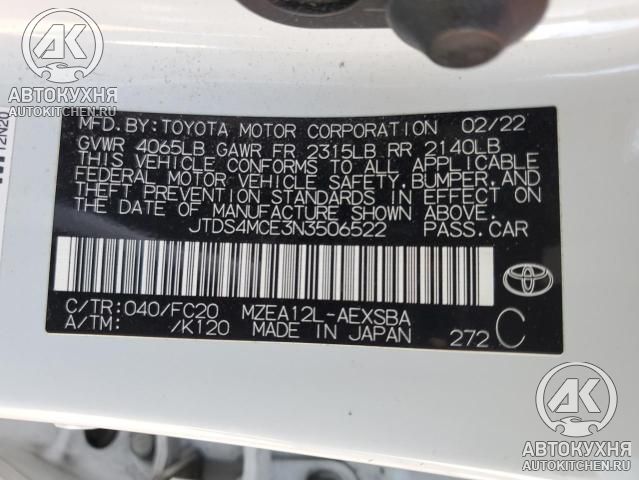 АК
АВТОКУХНЯ
AUTOKITCHEN.RU
12N20
MFD.BY:TOYOTA MOTOR CORPORATION 02/22
GVWR 4065LB GAWR FR 2315LB RR 2140LB
THIS VEHICLE CONFORMS TO ALL APPLICABLE
FEDERAL MOTOR VEHICLE SAFETY, BUMPER, AND
THEFT PREVENTION STANDARDS IN EFFECT ON
THE DATE OF MANUFACTURE SHOWN ABOVE.
JTDS4MCE3N3506522 PASS.CAR
C/TR:040/FC20 MZEA12L-AEXSBA
A/TM: /K120 MADE IN JAPAN 272 C
АК
АВТОКУХНЯ
AUTOKITCHEN.RU